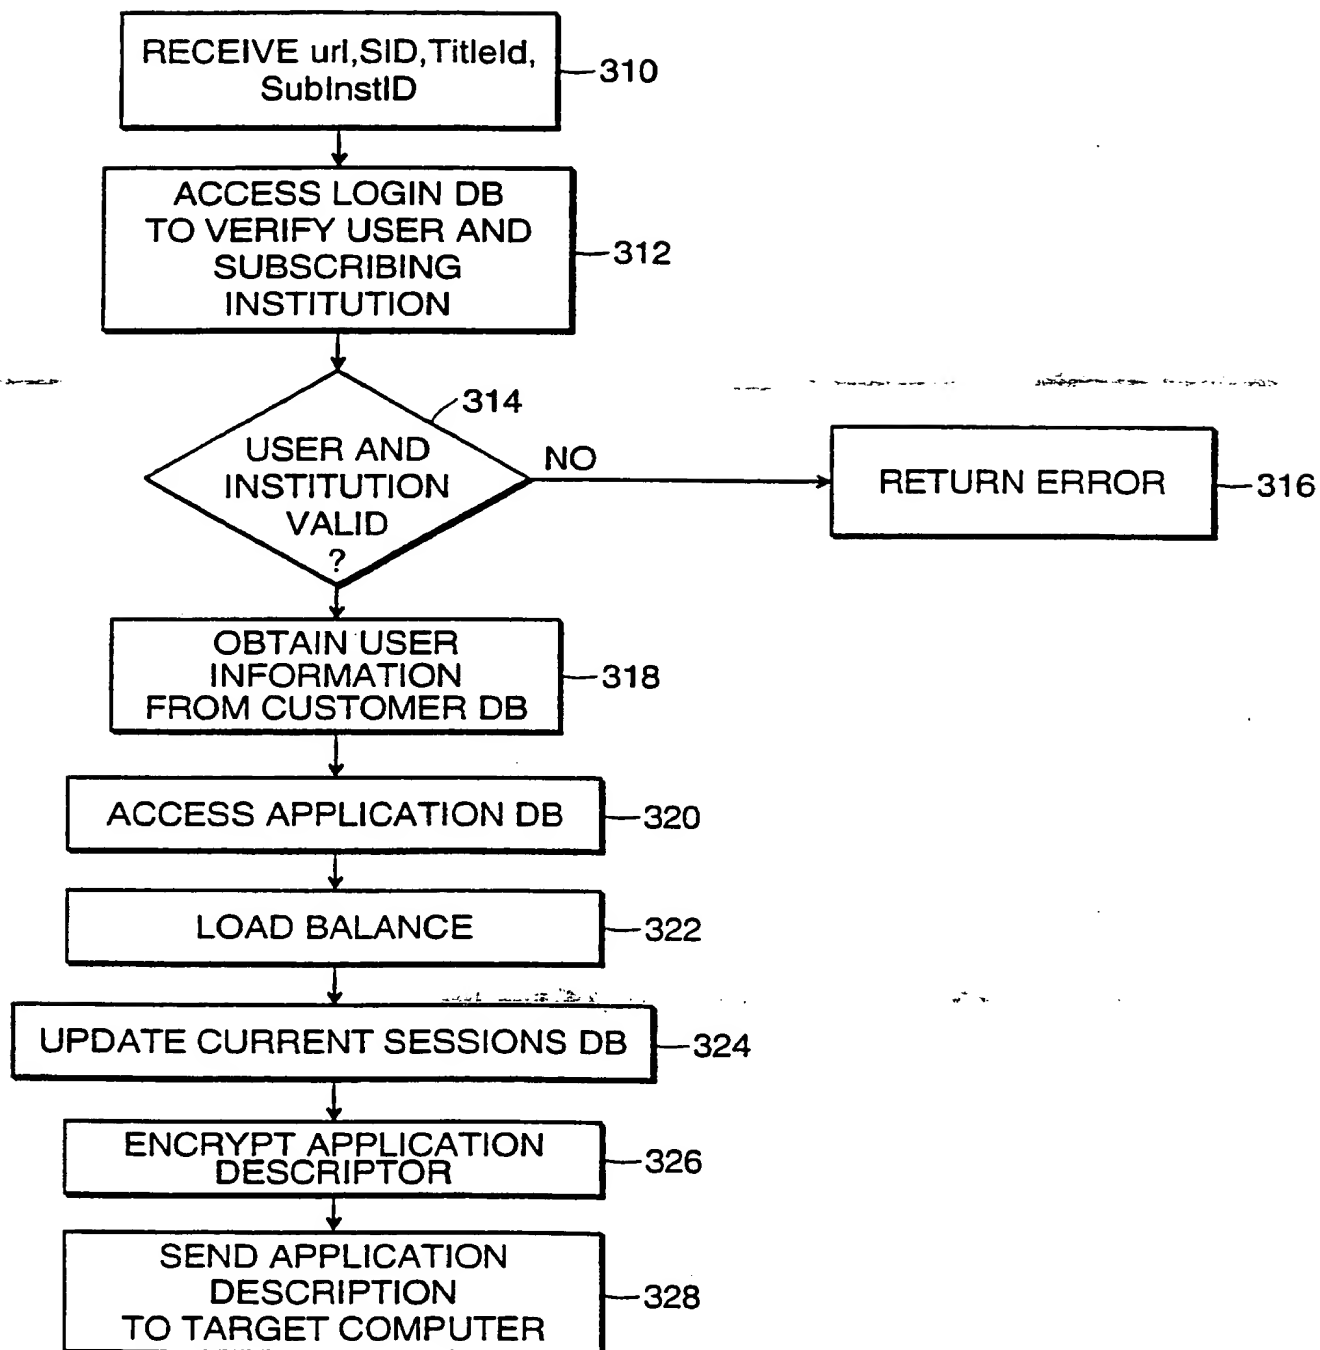 RECEIVE url,SID,TitleId,
SubInstID
310
ACCESS LOGIN DB
TO VERIFY USER AND
SUBSCRIBING
INSTITUTION
312
314
USER AND
INSTITUTION
VALID
?
NO
RETURN ERROR
316
OBTAIN USER
INFORMATION
FROM CUSTOMER DB
318
ACCESS APPLICATION DB
320
LOAD BALANCE
322
UPDATE CURRENT SESSIONS DB
324
ENCRYPT APPLICATION
DESCRIPTOR
326
SEND APPLICATION
DESCRIPTION
TO TARGET COMPUTER
328